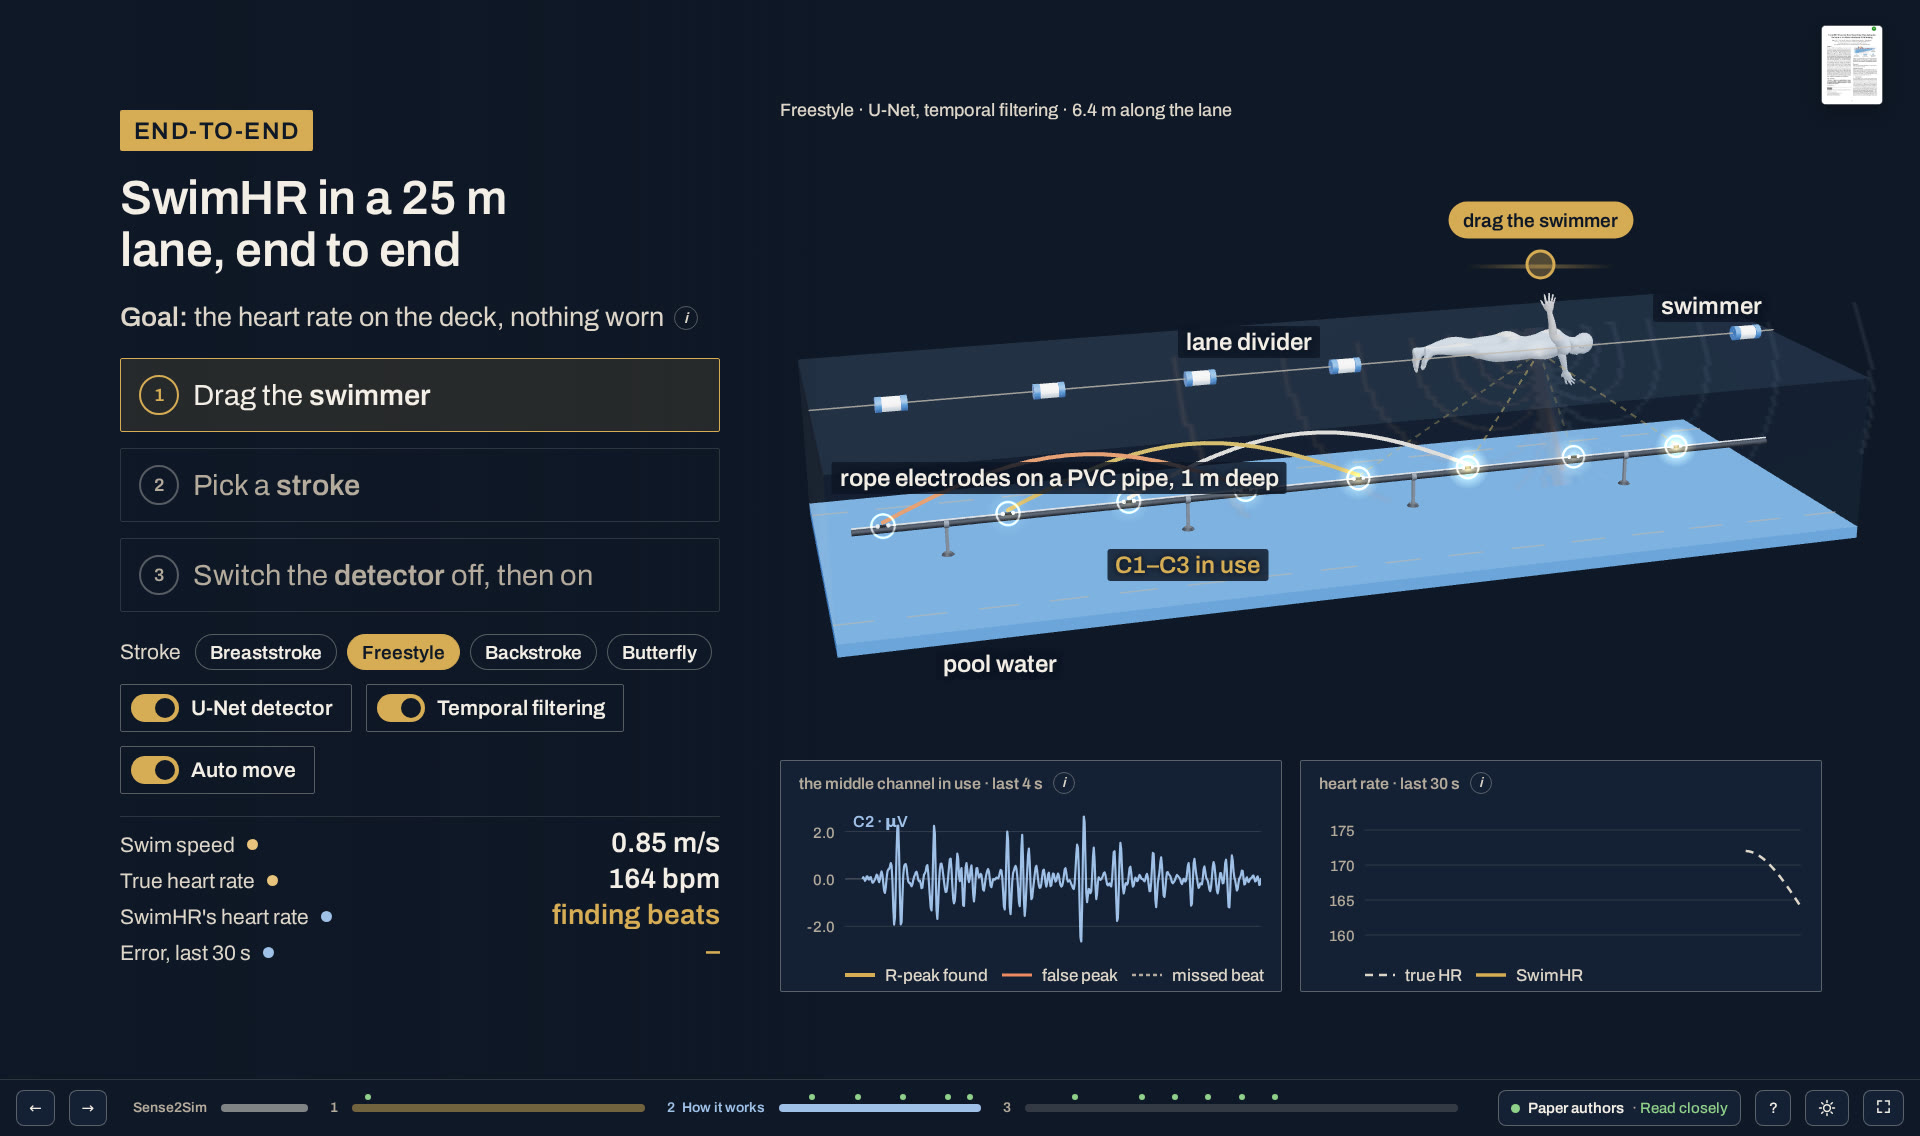 END-TO-END
SwimHR in a 25 m
lane, end to end
Goal: the heart rate on the deck, nothing worn i
1 Drag the swimmer
2 Pick a stroke
3 Switch the detector off, then on
Stroke Breaststroke Freestyle Backstroke Butterfly
U-Net detector Temporal filtering
Auto move
Swim speed 0.85 m/s
True heart rate 164 bpm
SwimHR's heart rate finding beats
Error, last 30 s –
Freestyle · U-Net, temporal filtering · 6.4 m along the lane
drag the swimmer
swimmer
lane divider
rope electrodes on a PVC pipe, 1 m deep
C1–C3 in use
pool water
the middle channel in use · last 4 s i
C2 · µV
2.0
0.0
-2.0
R-peak found false peak missed beat
heart rate · last 30 s i
175
170
165
160
true HR SwimHR
← → Sense2Sim 1 2 How it works 3 Paper authors · Read closely ?